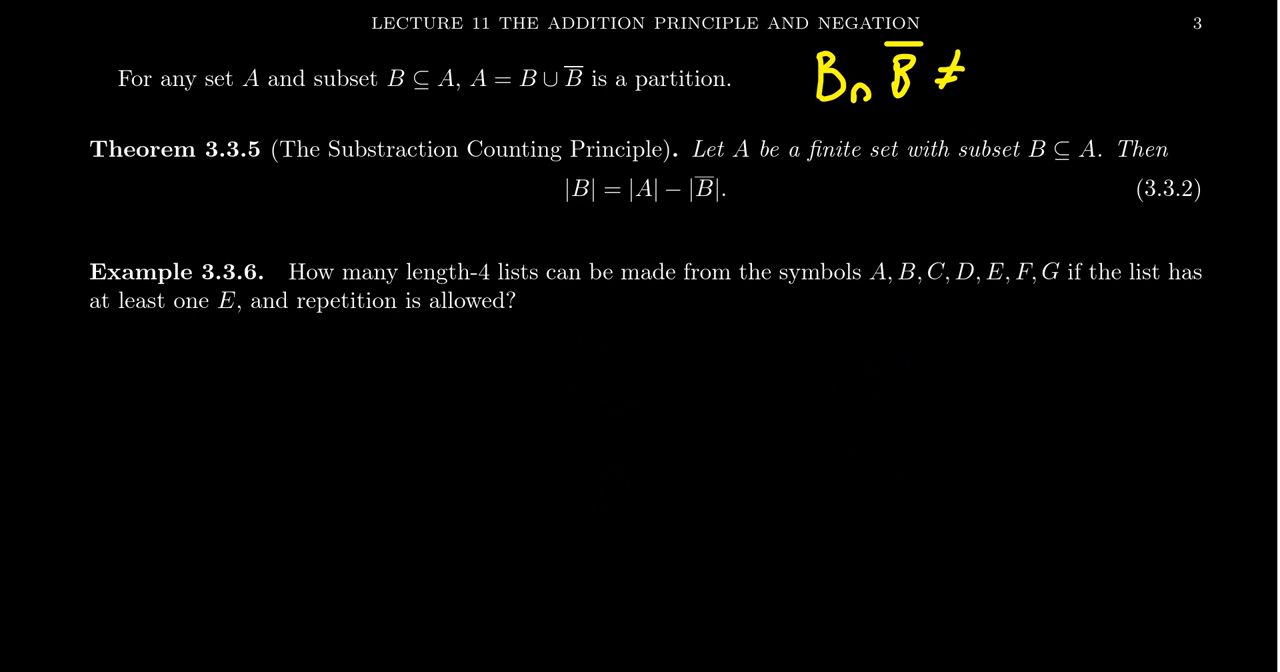 LECTURE 11 THE ADDITION PRINCIPLE AND NEGATION 3
For any set A and subset B ⊆ A, A = B ∪ B̅ is a partition. B ∩ B̅ ≠
Theorem 3.3.5 (The Substraction Counting Principle). Let A be a finite set with subset B ⊆ A. Then
|B| = |A| − |B̅|. (3.3.2)
Example 3.3.6. How many length-4 lists can be made from the symbols A, B, C, D, E, F, G if the list has
at least one E, and repetition is allowed?